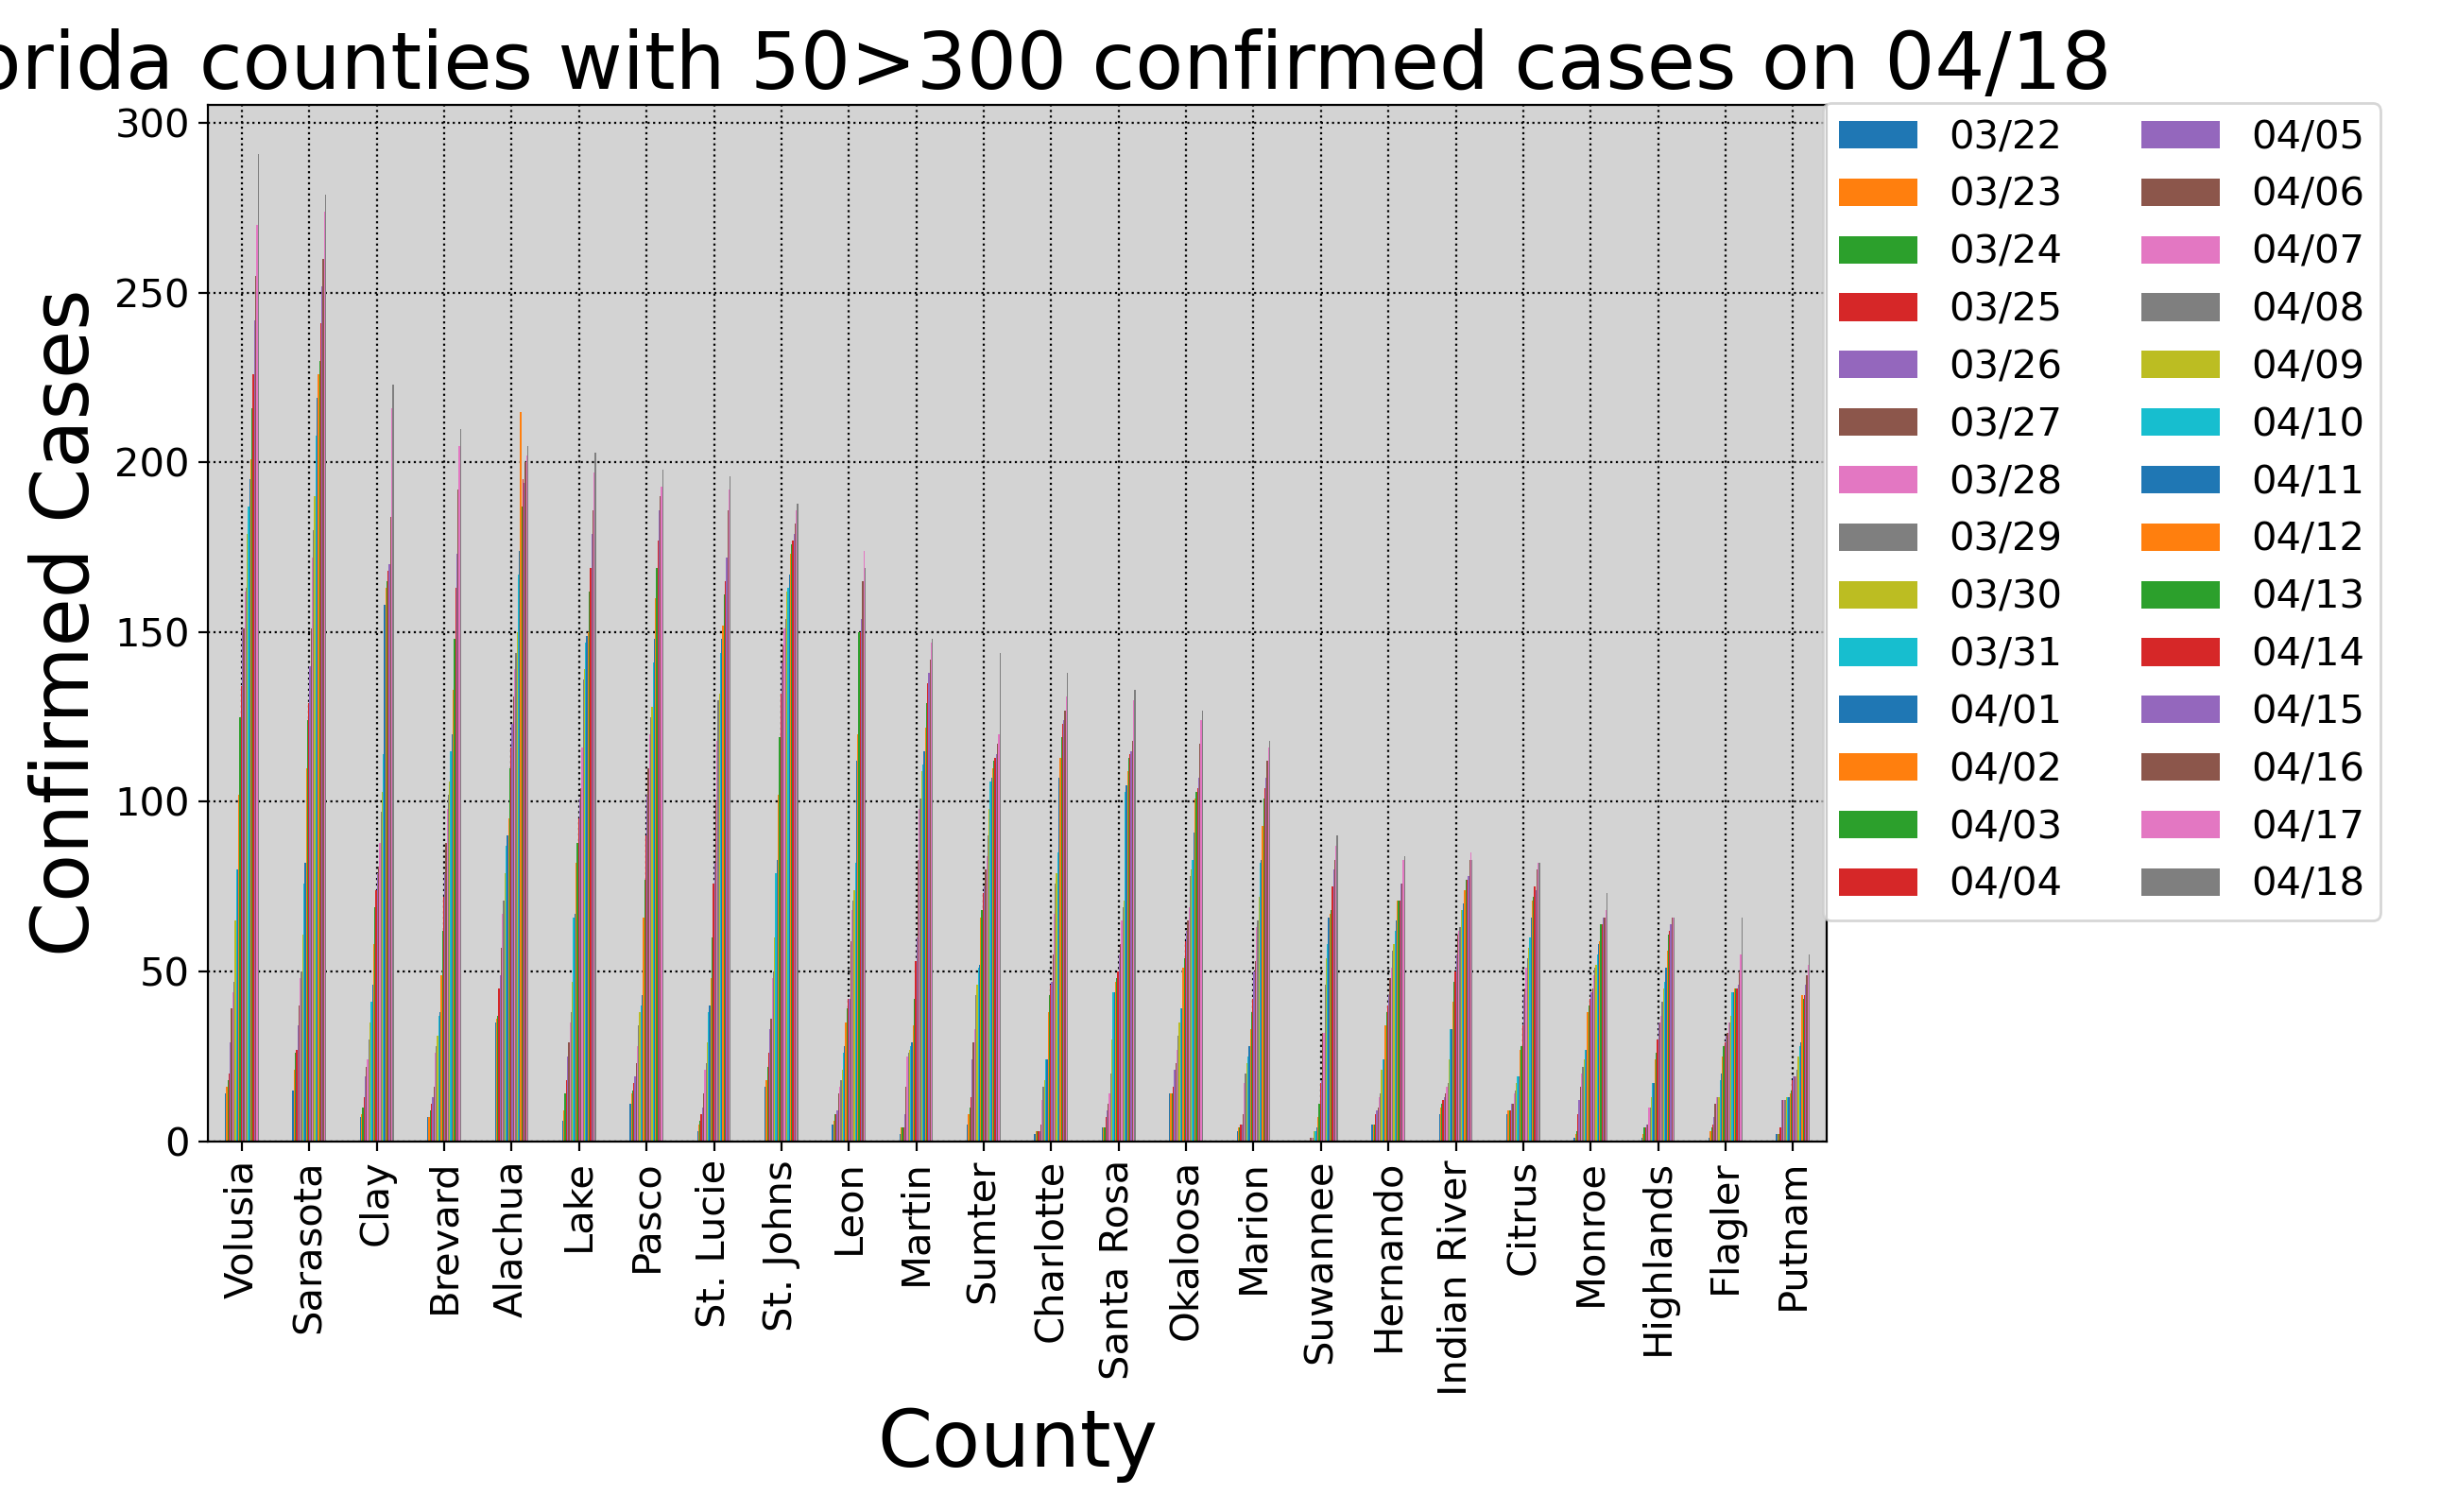 orida counties with 50>300 confirmed cases on 04/18
Confirmed Cases
300
250
200
150
100
50
0
03/22 04/05
03/23 04/06
03/24 04/07
03/25 04/08
03/26 04/09
03/27 04/10
03/28 04/11
03/29 04/12
03/30 04/13
03/31 04/14
04/01 04/15
04/02 04/16
04/03 04/17
04/04 04/18
Volusia
Sarasota
Clay
Brevard
Alachua
Lake
Pasco
St. Lucie
St. Johns
Leon
Martin
Sumter
Charlotte
Santa Rosa
Okaloosa
Marion
Suwannee
Hernando
Indian River
Citrus
Monroe
Highlands
Flagler
Putnam
County